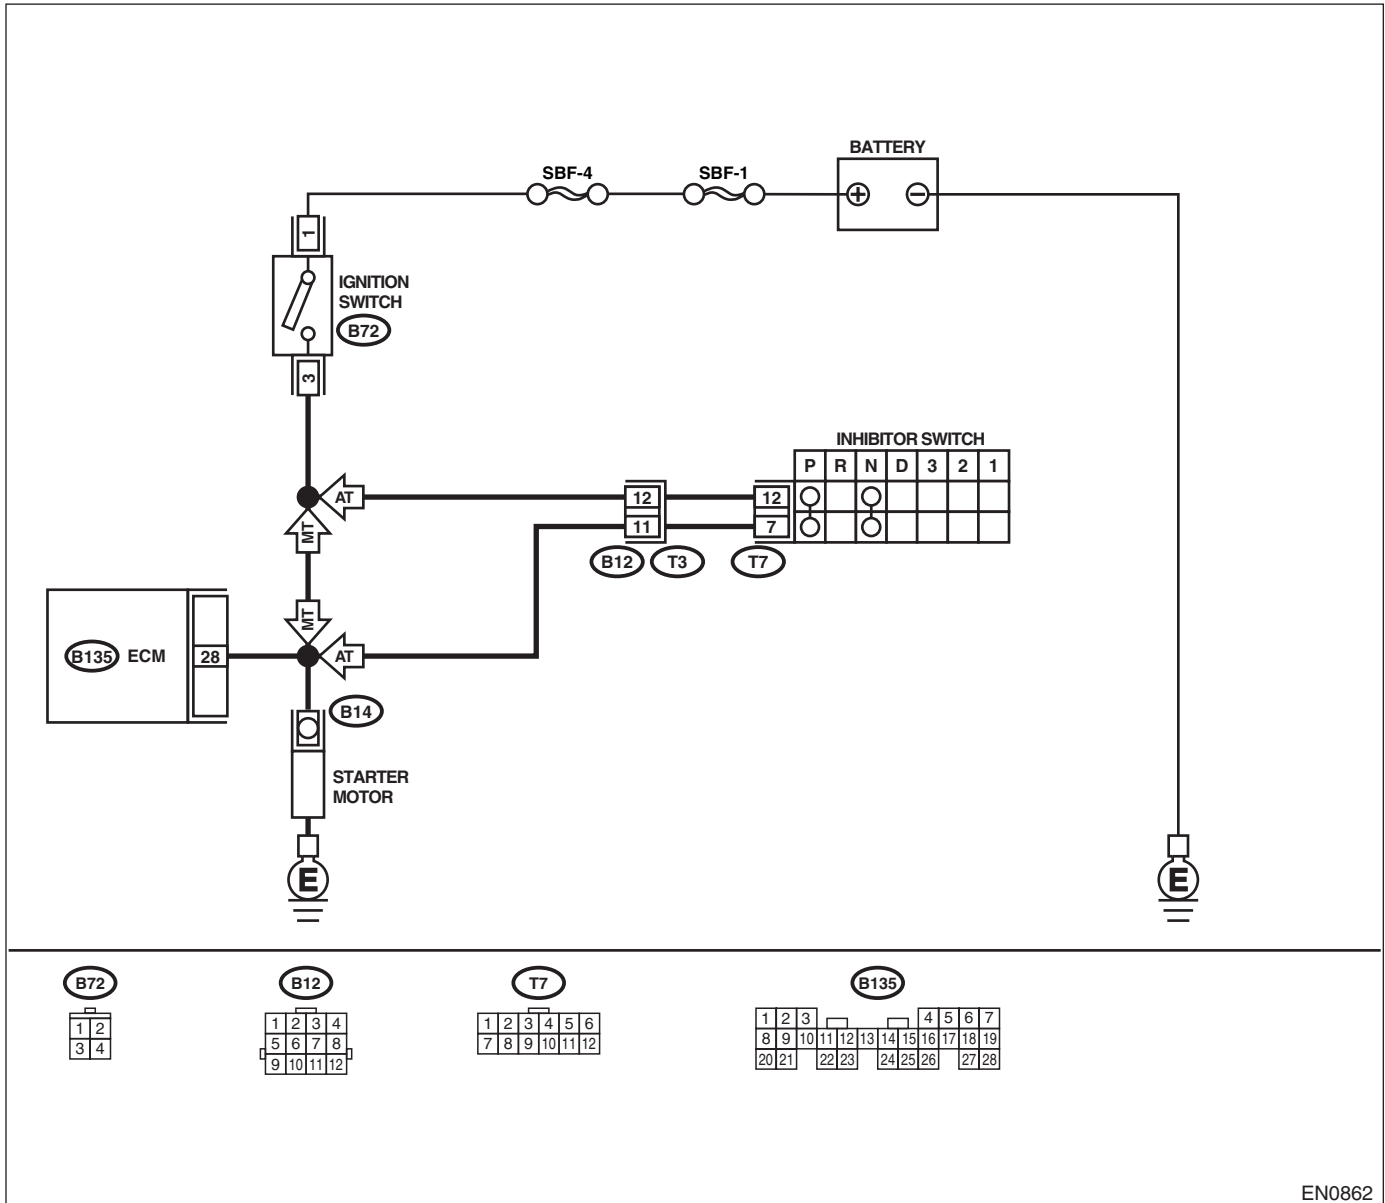 BATTERY
SBF-4 SBF-1
+ −
1
IGNITION
SWITCH
B72
3
INHIBITOR SWITCH
P R N D 3 2 1
AT 12 12
MT 11 7
B12 T3 T7
MT
B135 ECM 28 AT
B14
STARTER
MOTOR
E E
B72 B12 T7 B135
1 2
3 4
1 2 3 4
5 6 7 8
9 10 11 12
1 2 3 4 5 6
7 8 9 10 11 12
1 2 3 4 5 6 7
8 9 10 11 12 13 14 15 16 17 18 19
20 21 22 23 24 25 26 27 28
EN0862